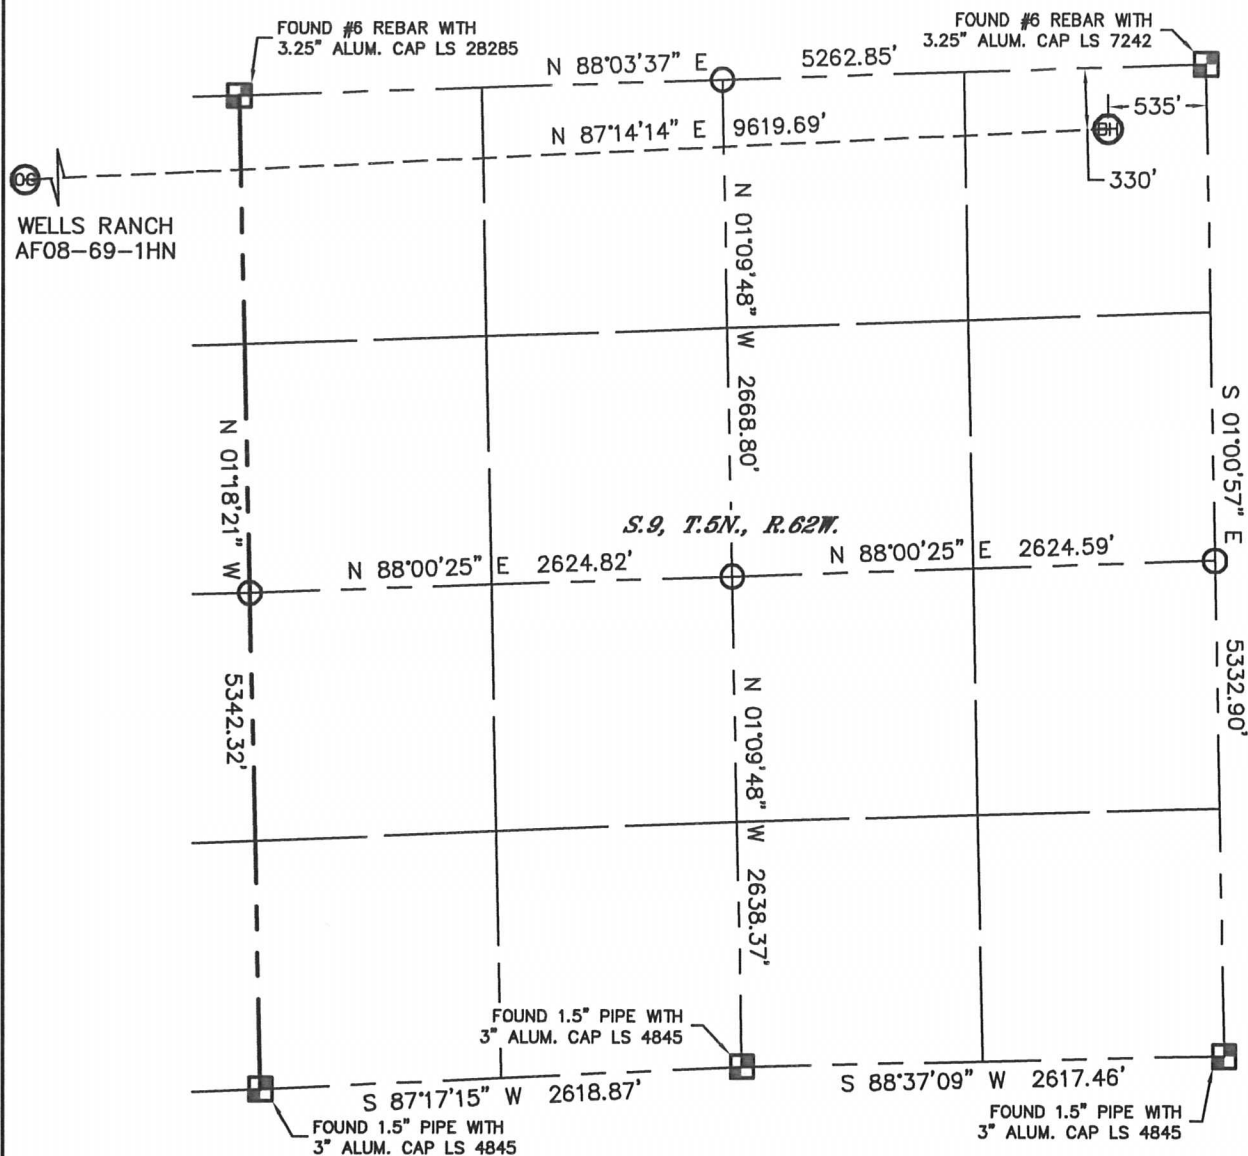 FOUND #6 REBAR WITH
3.25" ALUM. CAP LS 28285
FOUND #6 REBAR WITH
3.25" ALUM. CAP LS 7242
N 88°03'37" E 5262.85'
535'
BH
N 87°14'14" E 9619.69'
330'
OG
WELLS RANCH
AF08-69-1HN
N 01°09'48" W 2668.80'
N 01°18'21" W 5342.32'
S 01°00'57" E 5332.90'
S.9, T.5N., R.62W.
N 88°00'25" E 2624.82'
N 88°00'25" E 2624.59'
N 01°09'48" W 2638.37'
FOUND 1.5" PIPE WITH
3" ALUM. CAP LS 4845
S 87°17'15" W 2618.87'
S 88°37'09" W 2617.46'
FOUND 1.5" PIPE WITH
3" ALUM. CAP LS 4845
FOUND 1.5" PIPE WITH
3" ALUM. CAP LS 4845